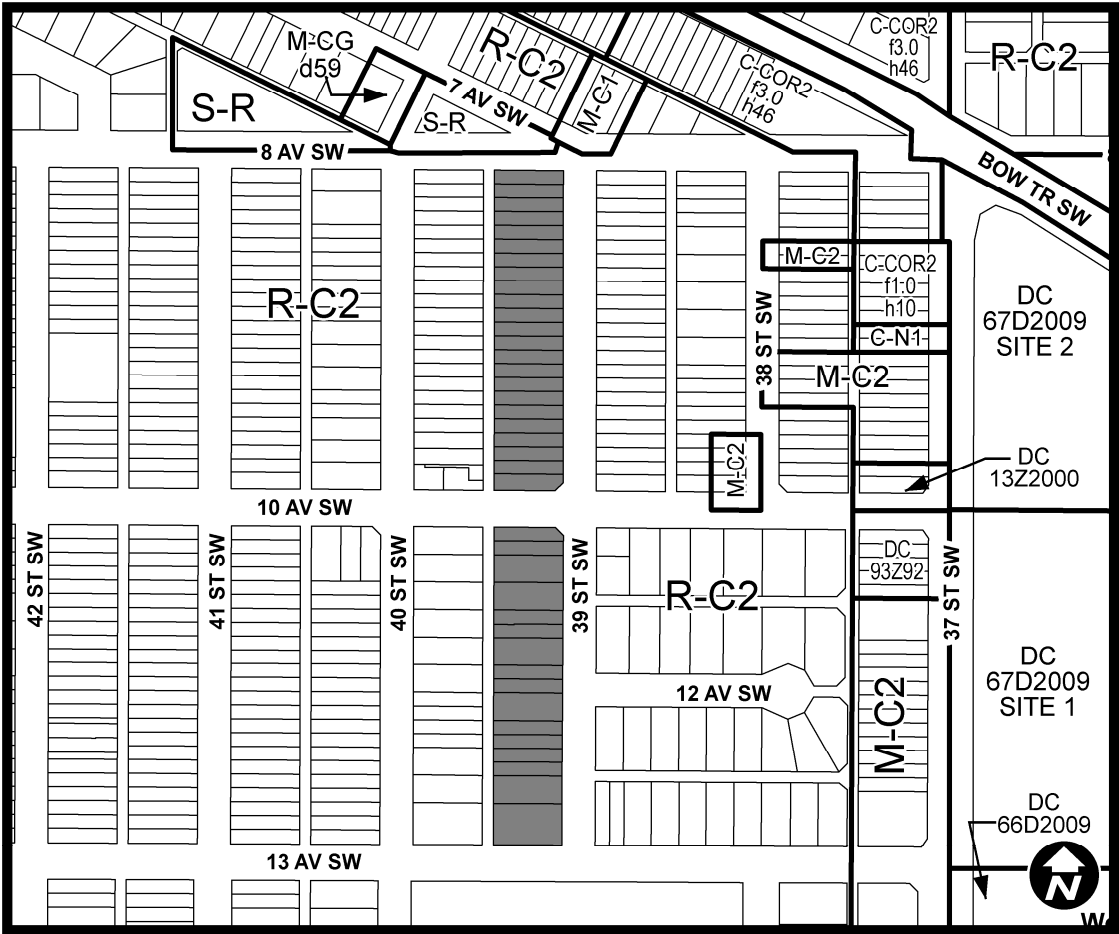 C-COR2
f3.0
h46
R-C2
M-CG
d59
R-C2
C-COR2
f3.0
h46
S-R
7 AV SW
M-C1
S-R
8 AV SW
BOW TR SW
M-C2
C-COR2
f1.0
h10
DC
67D2009
SITE 2
R-C2
38 ST SW
C-N1
M-C2
M-C2
DC
13Z2000
10 AV SW
42 ST SW
41 ST SW
40 ST SW
39 ST SW
DC
93Z92
37 ST SW
R-C2
12 AV SW
M-C2
DC
67D2009
SITE 1
DC
66D2009
13 AV SW
N